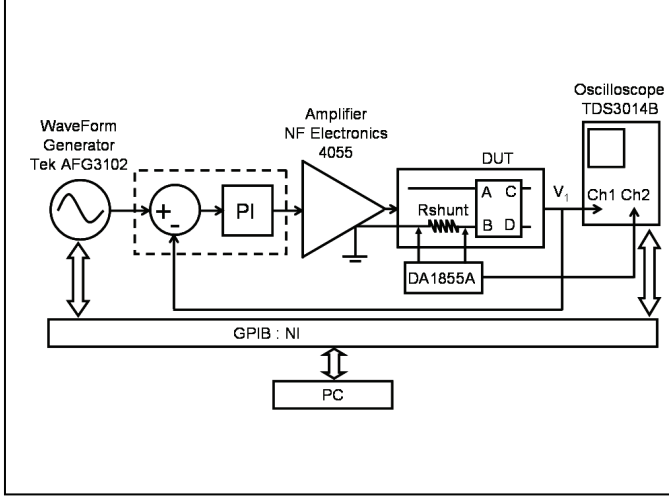 WaveForm
Generator
Tek AFG3102
+
-
PI
Amplifier
NF Electronics
4055
DUT
A C
Rshunt
B D
DA1855A
V1
Oscilloscope
TDS3014B
Ch1 Ch2
GPIB : NI
PC